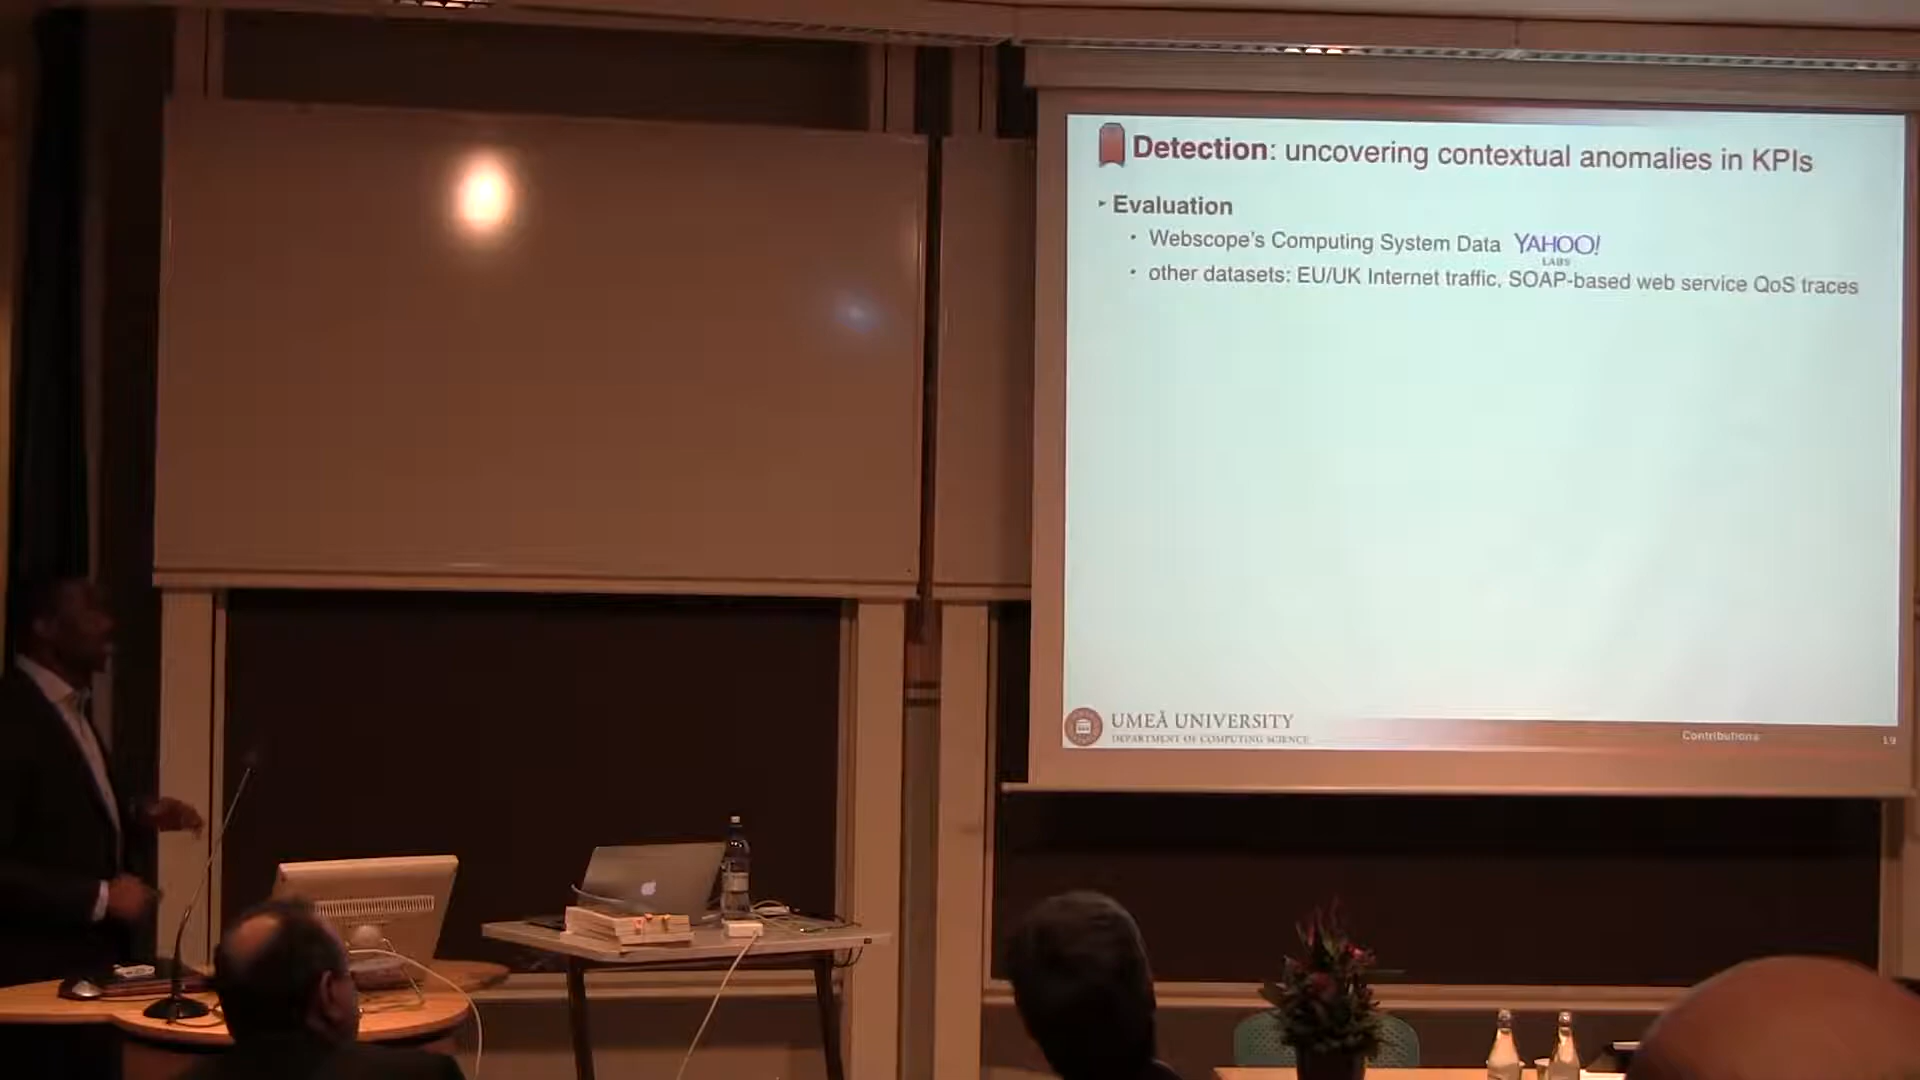 Detection: uncovering contextual anomalies in KPIs
‣ Evaluation
• Webscope's Computing System Data YAHOO!
LABS
• other datasets: EU/UK Internet traffic, SOAP-based web service QoS traces
UMEÅ UNIVERSITY
DEPARTMENT OF COMPUTING SCIENCE
Contributions
19